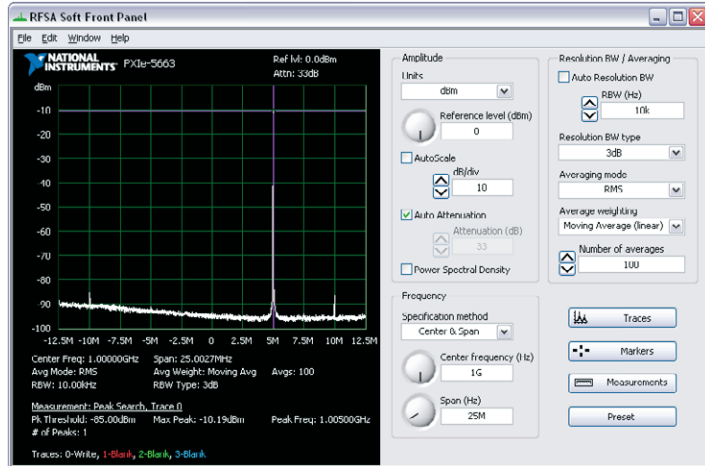 RFSA Soft Front Panel
File Edit Window Help
NATIONAL INSTRUMENTS PXIe-5663
Ref lvl: 0.0dBm
Attn: 33dB
dBm
-10
-20
-30
-40
-50
-60
-70
-80
-90
-100
-12.5M -10M -7.5M -5M -2.5M 0 2.5M 5M 7.5M 10M 12.5M
Center Freq: 1.00000GHz Span: 25.0027MHz
Avg Mode: RMS Avg Weight: Moving Avg Avgs: 100
RBW: 10.00kHz RBW Type: 3dB
Measurement: Peak Search, Trace 0
Pk Threshold: -85.00dBm Max Peak: -10.19dBm Peak Freq: 1.00500GHz
# of Peaks: 1
Traces: 0-Write, 1-Blank, 2-Blank, 3-Blank
Amplitude
Units
dBm
Reference level (dBm)
0
AutoScale
dB/div
10
Auto Attenuation
Attenuation (dB)
33
Power Spectral Density
Frequency
Specification method
Center & Span
Center frequency (Hz)
1G
Span (Hz)
25M
Resolution BW / Averaging
Auto Resolution BW
RBW (Hz)
10k
Resolution BW type
3dB
Averaging mode
RMS
Average weighting
Moving Average (linear)
Number of averages
100
Traces
Markers
Measurements
Preset